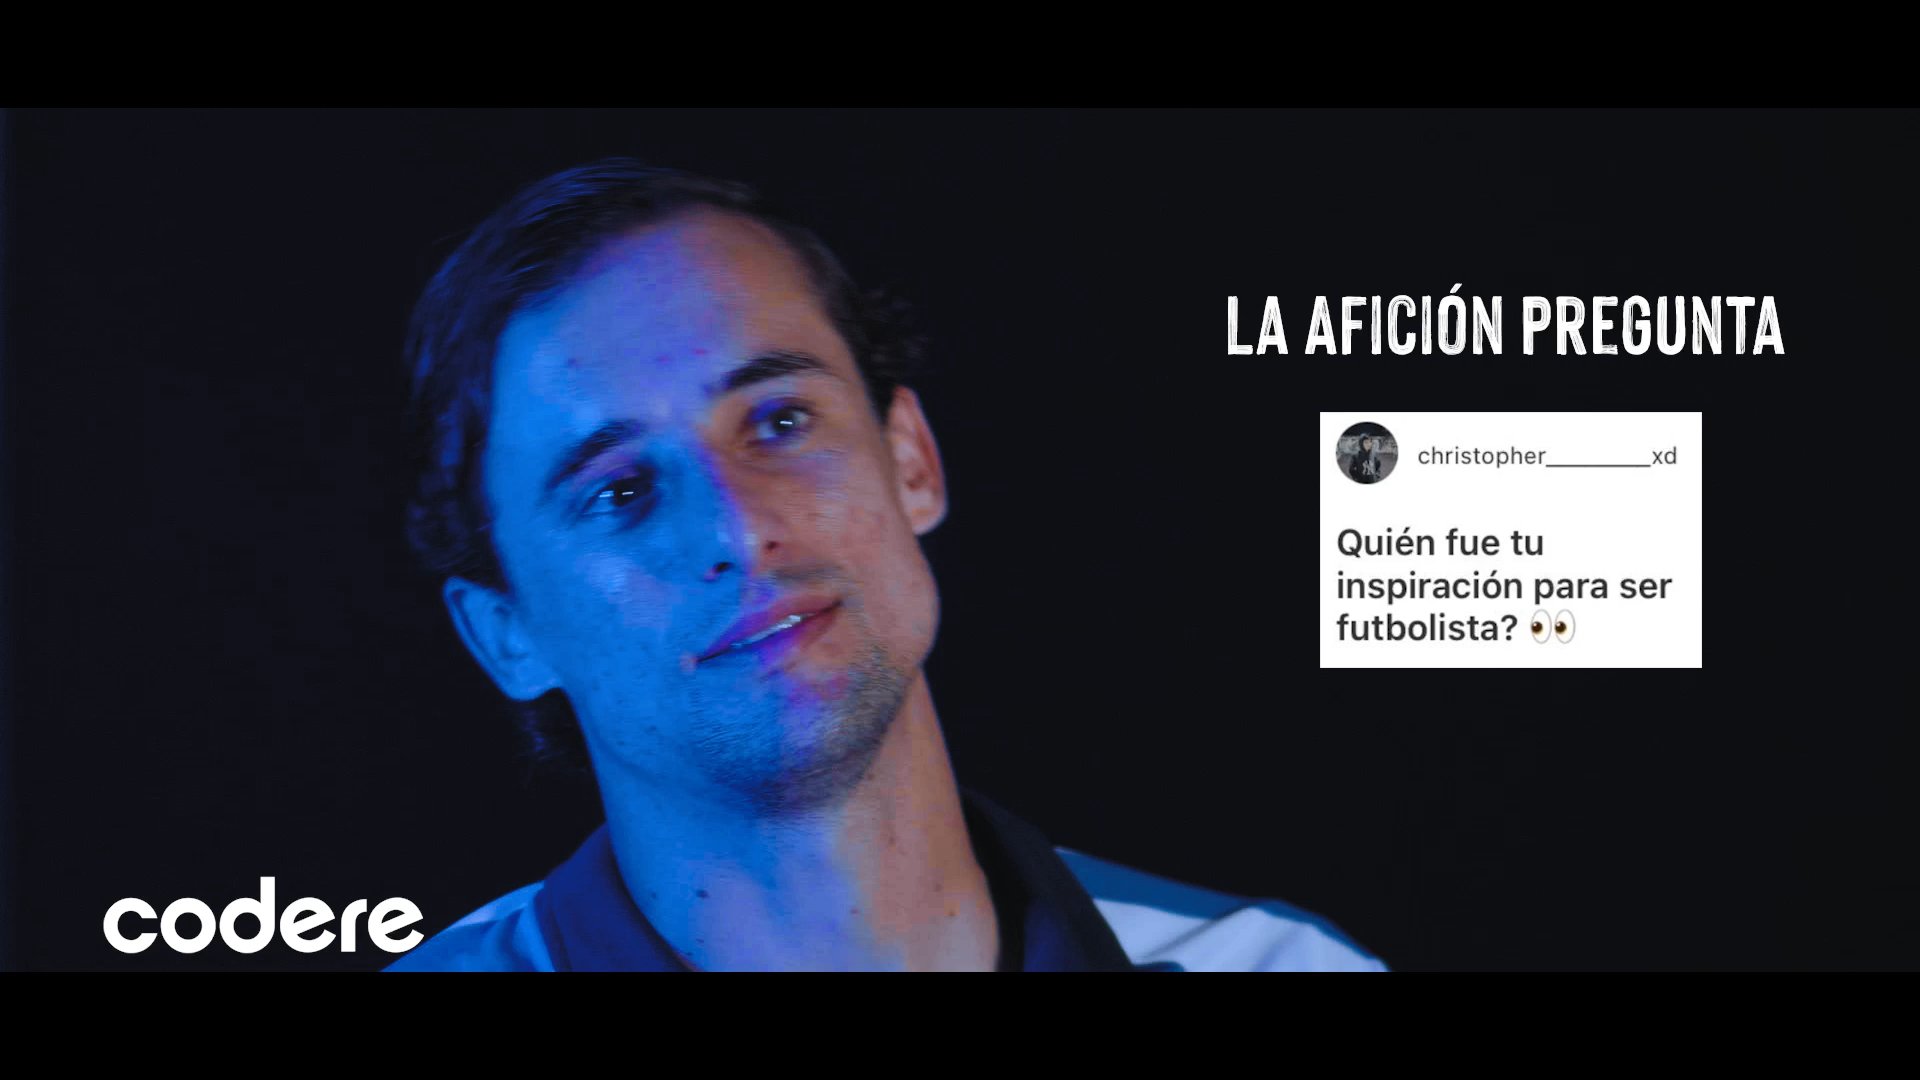 LA AFICIÓN PREGUNTA
christopher________xd
Quién fue tu
inspiración para ser
futbolista? 👀
codere